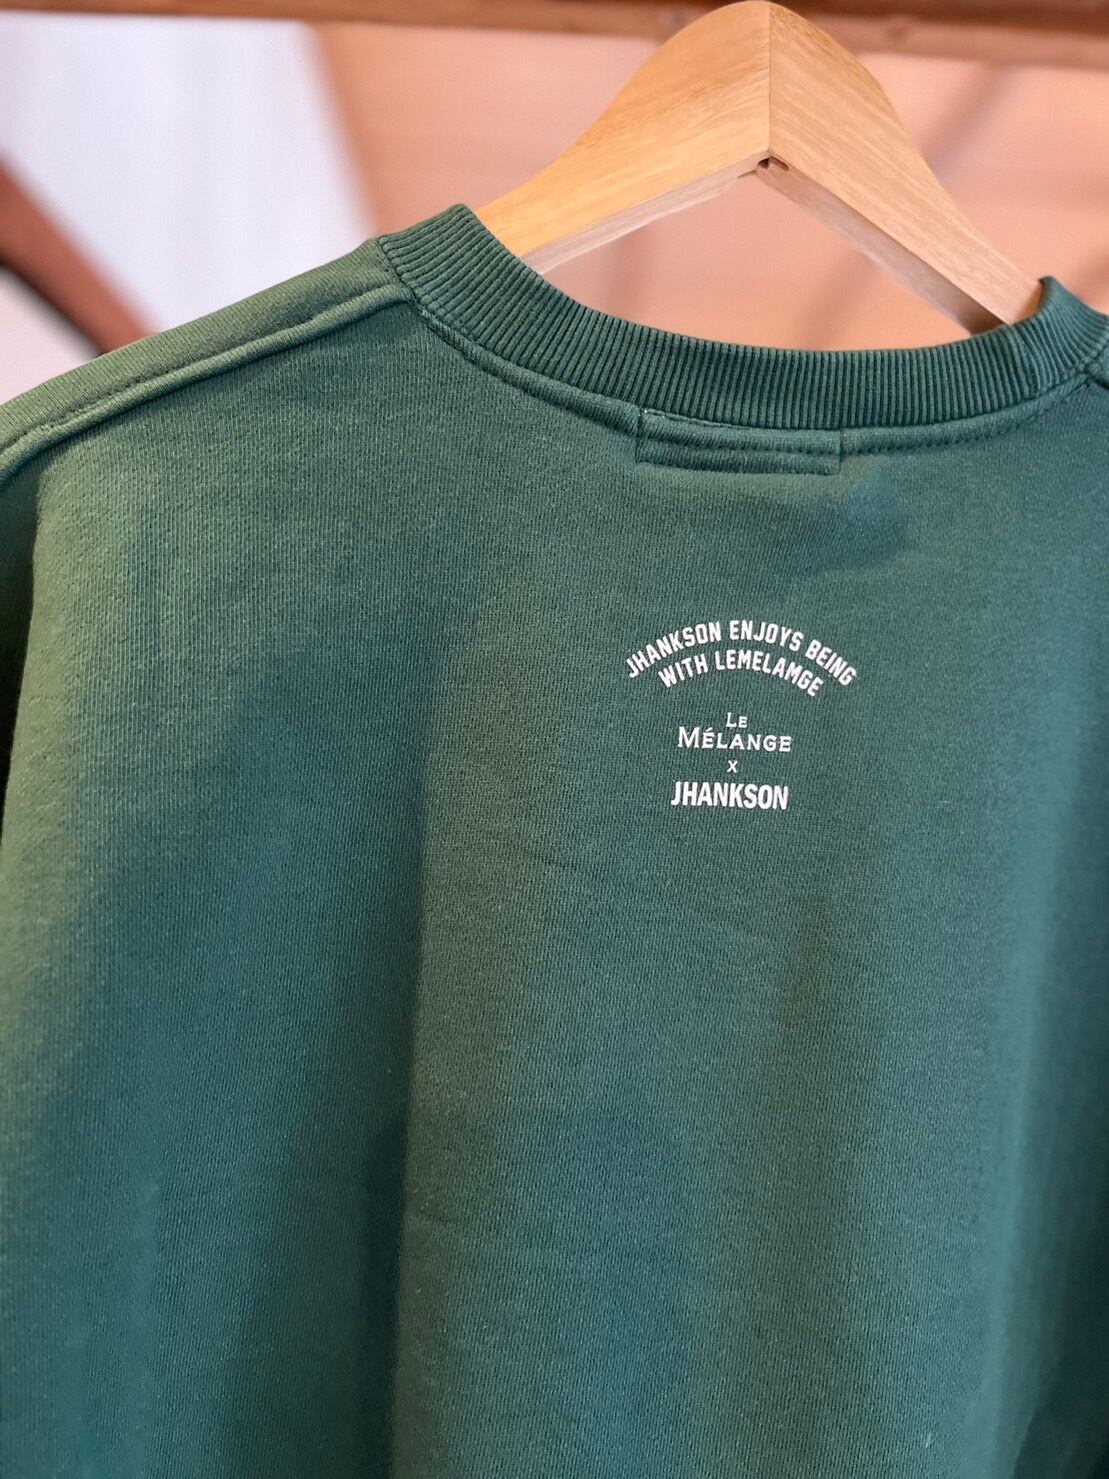 JHANKSON ENJOYS BEING
WITH LEMELAMGE
LE
MÉLANGE
X
JHANKSON